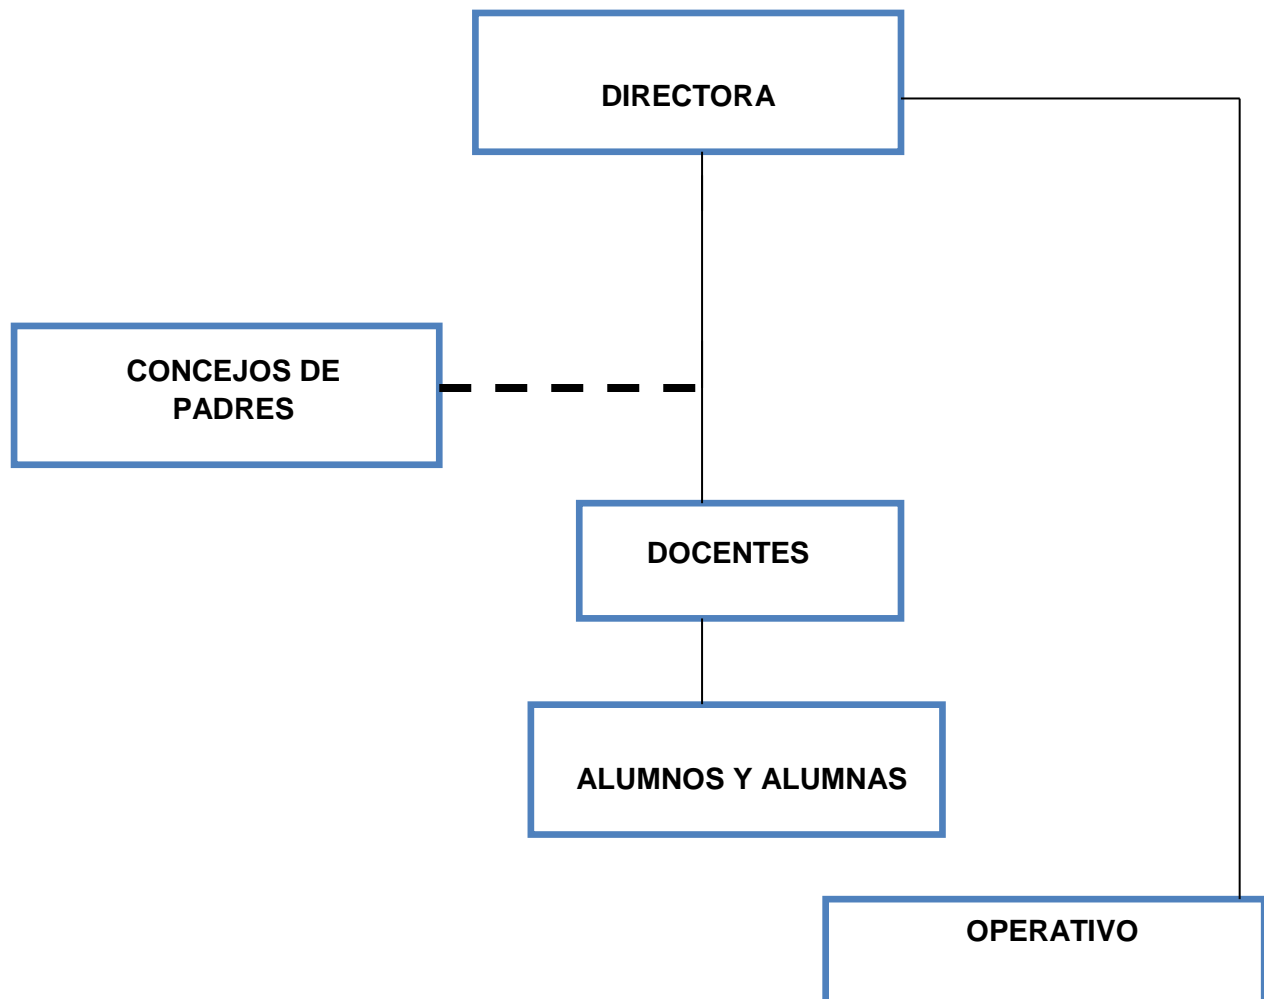 DIRECTORA
CONCEJOS DE
PADRES
DOCENTES
ALUMNOS Y ALUMNAS
OPERATIVO